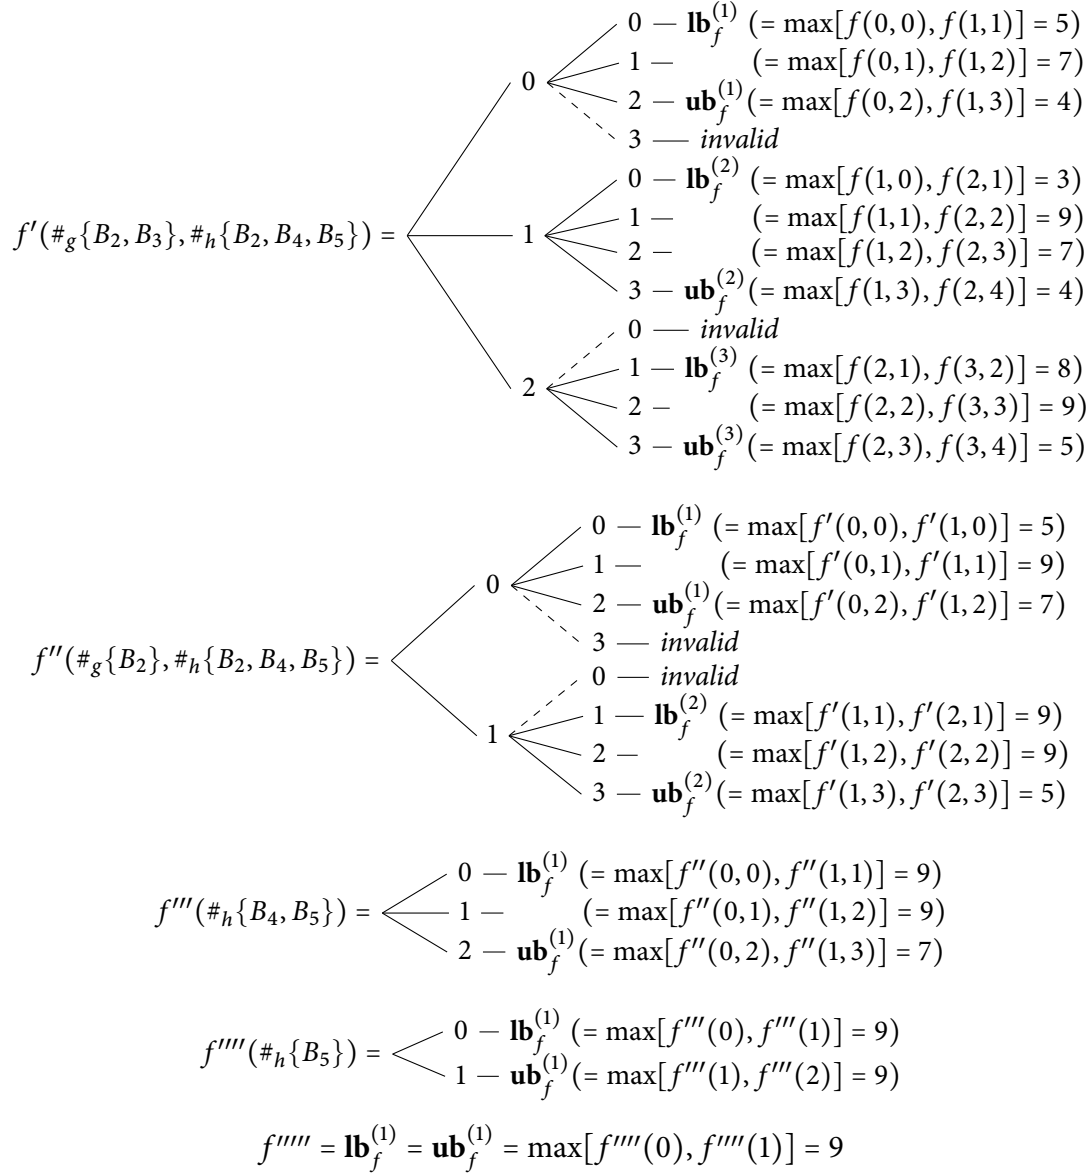 0 — lb_f^(1) (= max[f(0,0), f(1,1)] = 5)
1 — (= max[f(0,1), f(1,2)] = 7)
0
2 — ub_f^(1) (= max[f(0,2), f(1,3)] = 4)
3 — invalid
0 — lb_f^(2) (= max[f(1,0), f(2,1)] = 3)
1 — (= max[f(1,1), f(2,2)] = 9)
f′(#_g{B_2, B_3}, #_h{B_2, B_4, B_5}) = 1
2 — (= max[f(1,2), f(2,3)] = 7)
3 — ub_f^(2) (= max[f(1,3), f(2,4)] = 4)
0 — invalid
1 — lb_f^(3) (= max[f(2,1), f(3,2)] = 8)
2
2 — (= max[f(2,2), f(3,3)] = 9)
3 — ub_f^(3) (= max[f(2,3), f(3,4)] = 5)
0 — lb_f^(1) (= max[f′(0,0), f′(1,0)] = 5)
1 — (= max[f′(0,1), f′(1,1)] = 9)
0
2 — ub_f^(1) (= max[f′(0,2), f′(1,2)] = 7)
3 — invalid
f″(#_g{B_2}, #_h{B_2, B_4, B_5}) =
0 — invalid
1 — lb_f^(2) (= max[f′(1,1), f′(2,1)] = 9)
1
2 — (= max[f′(1,2), f′(2,2)] = 9)
3 — ub_f^(2) (= max[f′(1,3), f′(2,3)] = 5)
0 — lb_f^(1) (= max[f″(0,0), f″(1,1)] = 9)
f‴(#_h{B_4, B_5}) = 1 — (= max[f″(0,1), f″(1,2)] = 9)
2 — ub_f^(1) (= max[f″(0,2), f″(1,3)] = 7)
0 — lb_f^(1) (= max[f‴(0), f‴(1)] = 9)
f⁗(#_h{B_5}) =
1 — ub_f^(1) (= max[f‴(1), f‴(2)] = 9)
f′′′′′ = lb_f^(1) = ub_f^(1) = max[f⁗(0), f⁗(1)] = 9